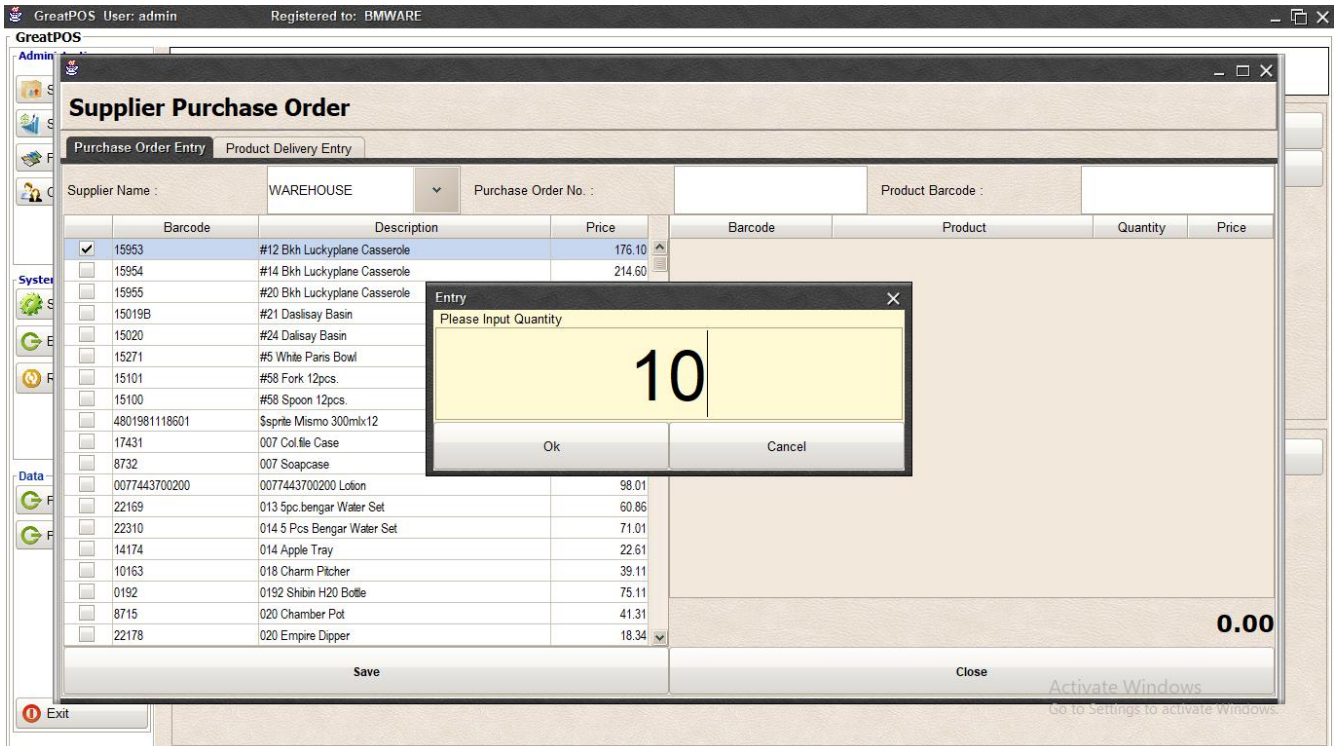 GreatPOS User: admin Registered to: BMWARE
GreatPOS
Supplier Purchase Order
Purchase Order Entry Product Delivery Entry
Supplier Name : WAREHOUSE Purchase Order No. : Product Barcode :
Barcode Description Price Barcode Product Quantity Price
15953 #12 Bkh Luckyplane Casserole 176.10
15954 #14 Bkh Luckyplane Casserole 214.60
15955 #20 Bkh Luckyplane Casserole
15019B #21 Daslisay Basin
15020 #24 Dalisay Basin
15271 #5 White Paris Bowl
15101 #58 Fork 12pcs.
15100 #58 Spoon 12pcs.
4801981118601 $sprite Mismo 300mlx12
17431 007 Col.file Case
8732 007 Soapcase
0077443700200 0077443700200 Lotion 98.01
22169 013 5pc.bengar Water Set 60.86
22310 014 5 Pcs Bengar Water Set 71.01
14174 014 Apple Tray 22.61
10163 018 Charm Pitcher 39.11
0192 0192 Shibin H20 Bottle 75.11
8715 020 Chamber Pot 41.31
22178 020 Empire Dipper 18.34
Entry
Please Input Quantity
10
Ok Cancel
0.00
Save Close
Data
Exit
Activate Windows
Go to Settings to activate Windows.